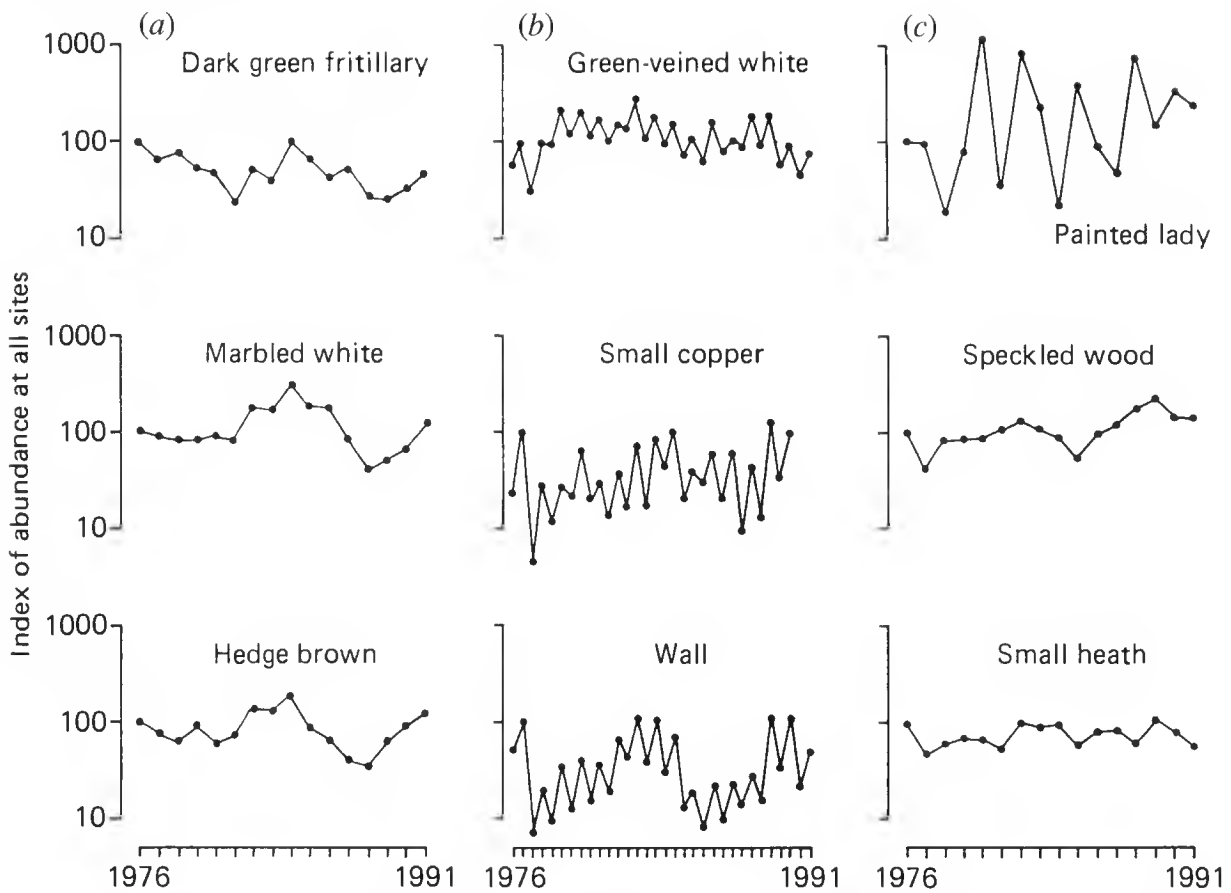 (a) (b) (c)
1000 Dark green fritillary Green-veined white
100
10 Painted lady
Index of abundance at all sites
1000 Marbled white Small copper Speckled wood
100
10
1000 Hedge brown Wall Small heath
100
10
1976 1991 1976 1991 1976 1991